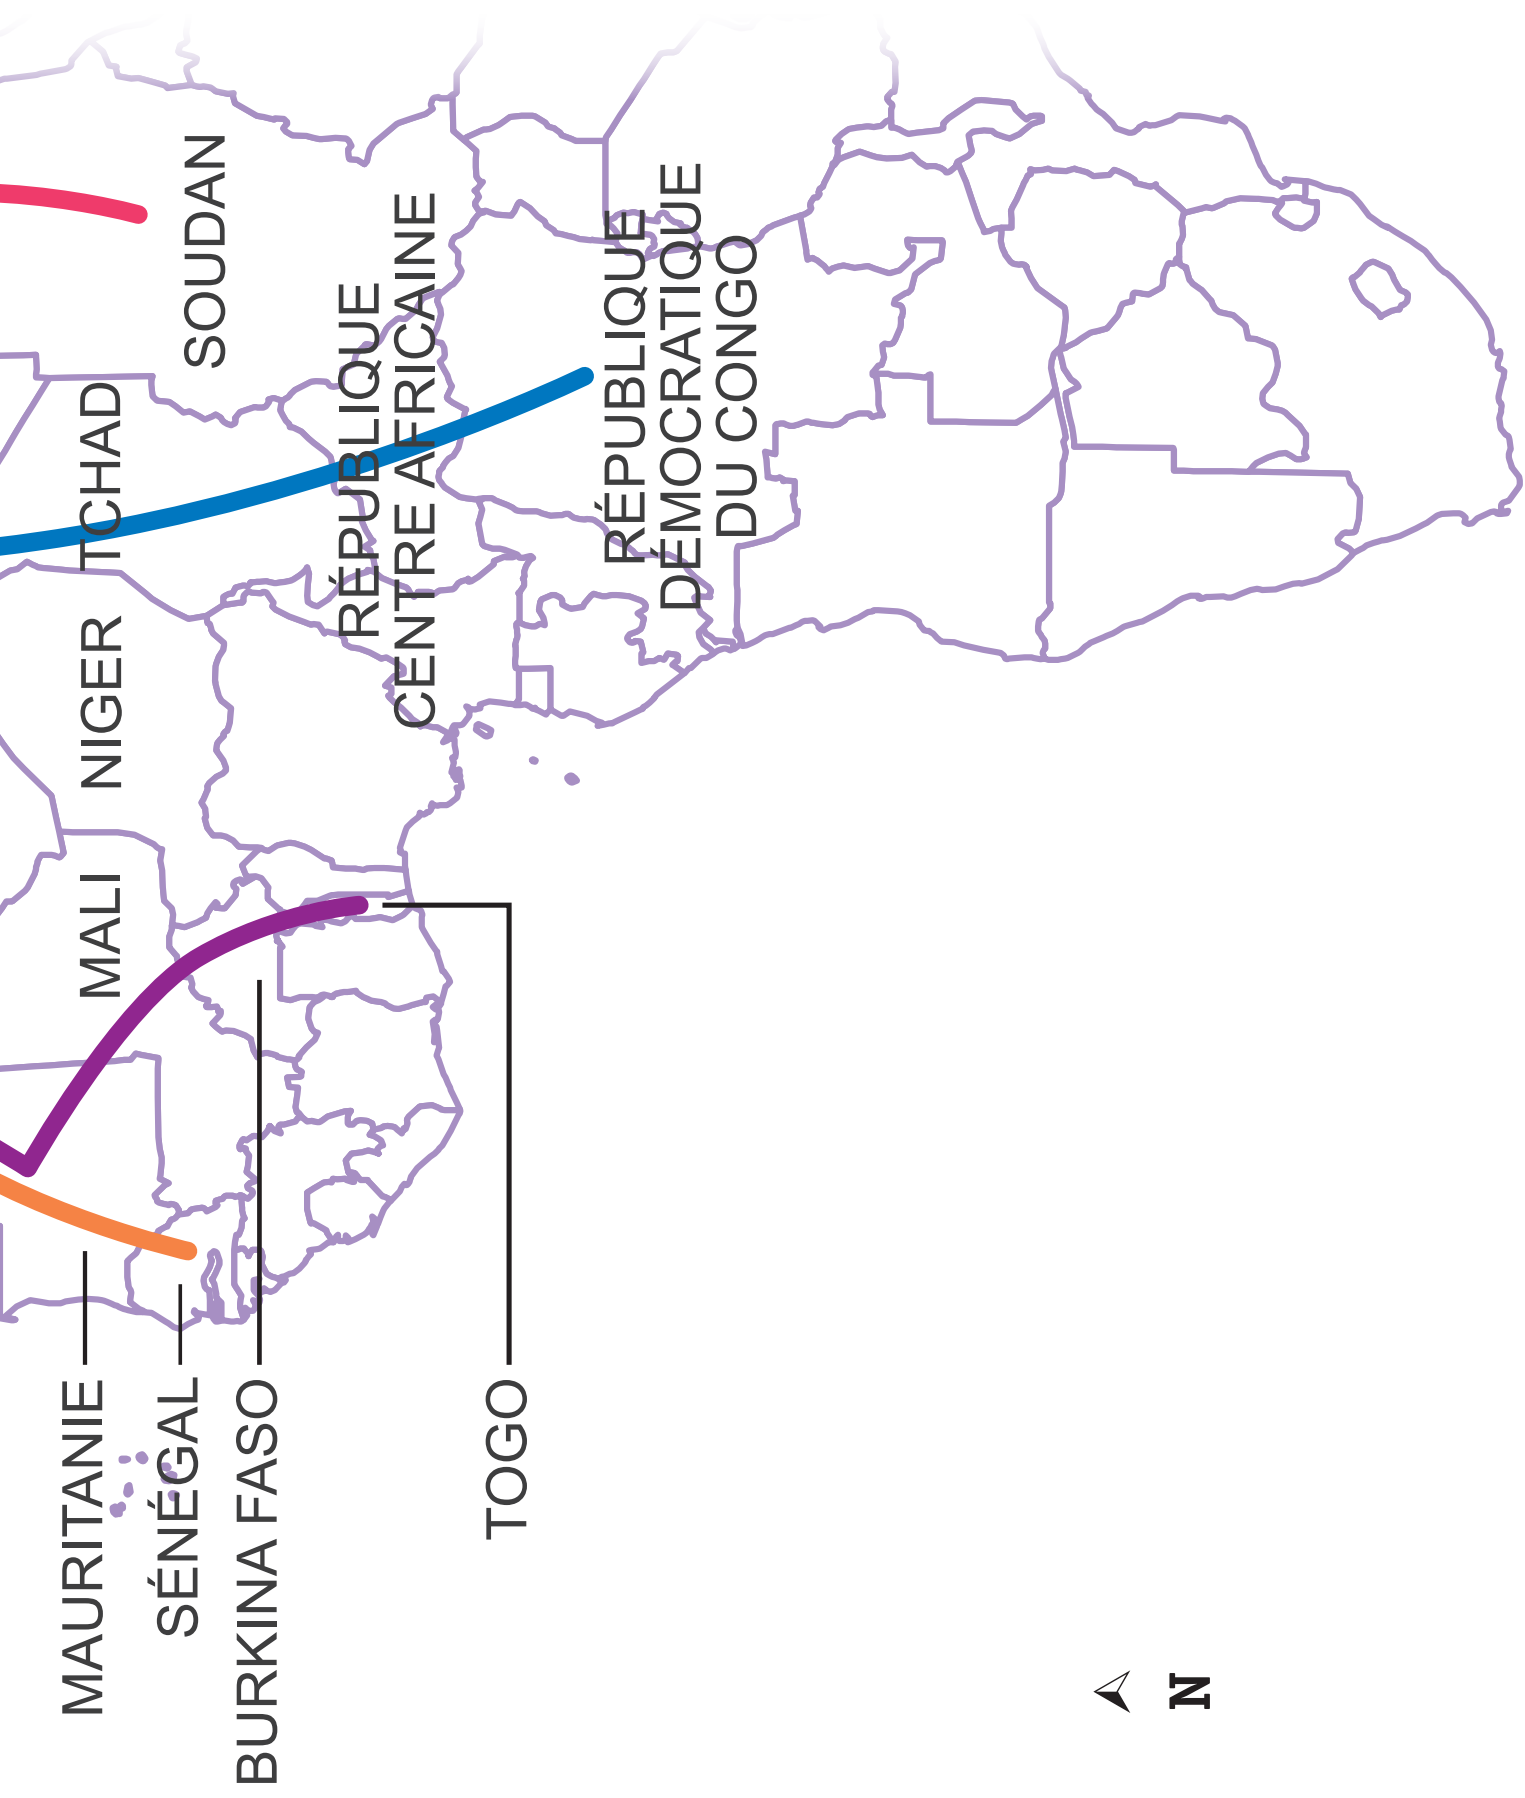 SOUDAN
TCHAD
NIGER
MALI
RÉPUBLIQUE
CENTRE AFRICAINE
RÉPUBLIQUE
DÉMOCRATIQUE
DU CONGO
MAURITANIE
SÉNÉGAL
BURKINA FASO
TOGO
N